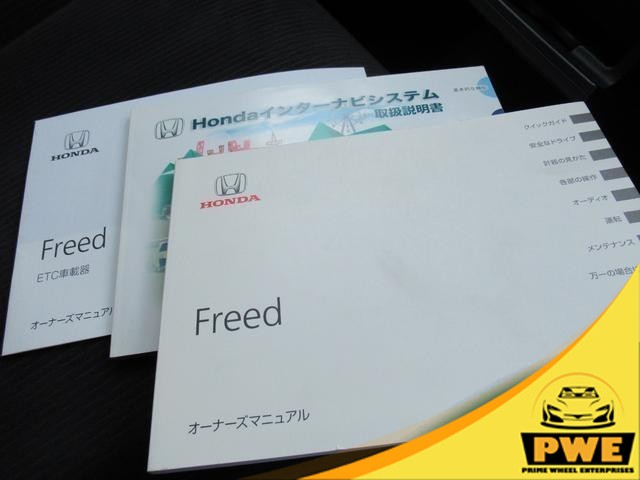 HONDA
Freed
ETC車載器
オーナーズマニュアル
Hondaインターナビシステム
取扱説明書
HONDA
Freed
オーナーズマニュアル
クイックガイド
安全なドライブ
計器の見かた
各部の操作
オーディオ
運転
メンテナンス
万一の場合
PWE
PRIME WHEEL ENTERPRISES